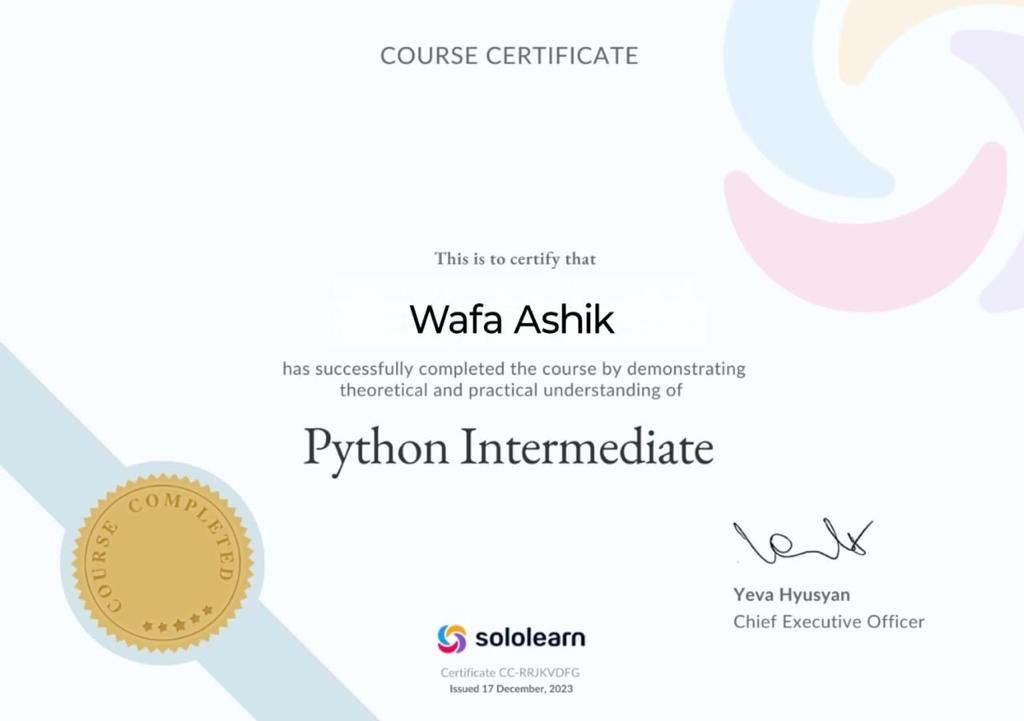 COURSE CERTIFICATE
This is to certify that
Wafa Ashik
has successfully completed the course by demonstrating
theoretical and practical understanding of
Python Intermediate
COURSE COMPLETED
Yeva Hyusyan
Chief Executive Officer
sololearn
Certificate CC-RRJKVDFG
Issued 17 December, 2023